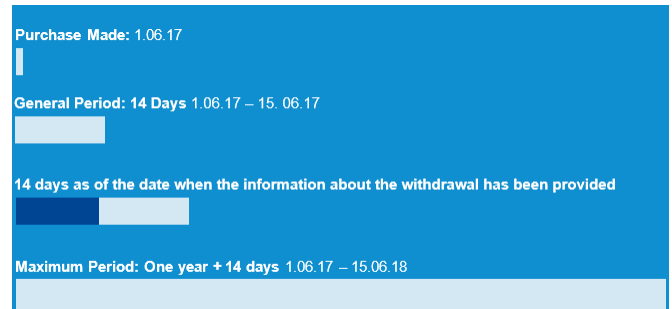 Purchase Made: 1.06.17
General Period: 14 Days 1.06.17 – 15. 06.17
14 days as of the date when the information about the withdrawal has been provided
Maximum Period: One year + 14 days 1.06.17 – 15.06.18